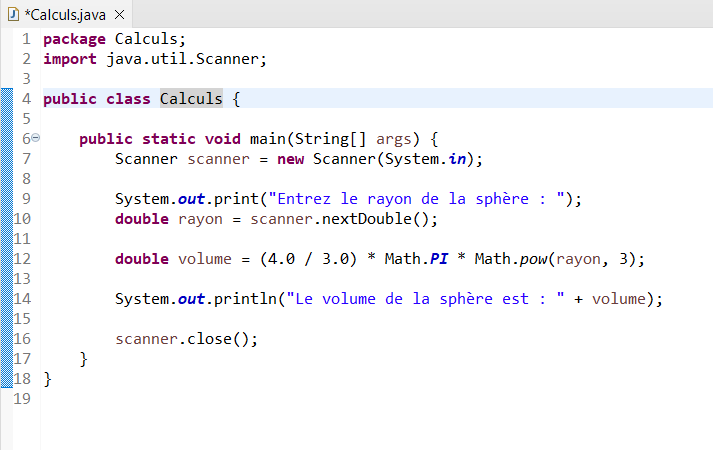 *Calculs.java
1 package Calculs;
2 import java.util.Scanner;
3
4 public class Calculs {
5
6     public static void main(String[] args) {
7         Scanner scanner = new Scanner(System.in);
8
9         System.out.print("Entrez le rayon de la sphère : ");
10         double rayon = scanner.nextDouble();
11
12         double volume = (4.0 / 3.0) * Math.PI * Math.pow(rayon, 3);
13
14         System.out.println("Le volume de la sphère est : " + volume);
15
16         scanner.close();
17     }
18 }
19